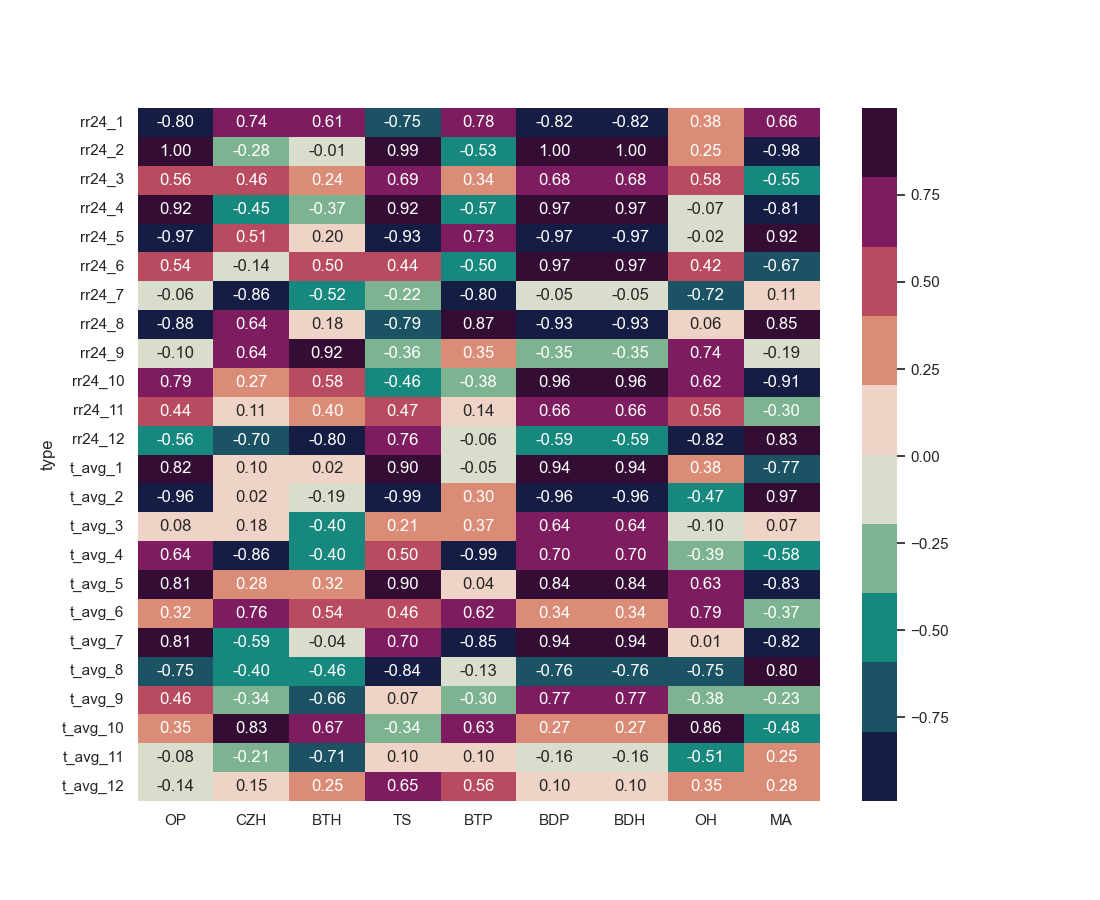 rr24_1 -0.80 0.74 0.61 -0.75 0.78 -0.82 -0.82 0.38 0.66
rr24_2 1.00 -0.28 -0.01 0.99 -0.53 1.00 1.00 0.25 -0.98
rr24_3 0.56 0.46 0.24 0.69 0.34 0.68 0.68 0.58 -0.55
rr24_4 0.92 -0.45 -0.37 0.92 -0.57 0.97 0.97 -0.07 -0.81
rr24_5 -0.97 0.51 0.20 -0.93 0.73 -0.97 -0.97 -0.02 0.92
rr24_6 0.54 -0.14 0.50 0.44 -0.50 0.97 0.97 0.42 -0.67
rr24_7 -0.06 -0.86 -0.52 -0.22 -0.80 -0.05 -0.05 -0.72 0.11
rr24_8 -0.88 0.64 0.18 -0.79 0.87 -0.93 -0.93 0.06 0.85
rr24_9 -0.10 0.64 0.92 -0.36 0.35 -0.35 -0.35 0.74 -0.19
rr24_10 0.79 0.27 0.58 -0.46 -0.38 0.96 0.96 0.62 -0.91
rr24_11 0.44 0.11 0.40 0.47 0.14 0.66 0.66 0.56 -0.30
rr24_12 -0.56 -0.70 -0.80 0.76 -0.06 -0.59 -0.59 -0.82 0.83
t_avg_1 0.82 0.10 0.02 0.90 -0.05 0.94 0.94 0.38 -0.77
t_avg_2 -0.96 0.02 -0.19 -0.99 0.30 -0.96 -0.96 -0.47 0.97
t_avg_3 0.08 0.18 -0.40 0.21 0.37 0.64 0.64 -0.10 0.07
t_avg_4 0.64 -0.86 -0.40 0.50 -0.99 0.70 0.70 -0.39 -0.58
t_avg_5 0.81 0.28 0.32 0.90 0.04 0.84 0.84 0.63 -0.83
t_avg_6 0.32 0.76 0.54 0.46 0.62 0.34 0.34 0.79 -0.37
t_avg_7 0.81 -0.59 -0.04 0.70 -0.85 0.94 0.94 0.01 -0.82
t_avg_8 -0.75 -0.40 -0.46 -0.84 -0.13 -0.76 -0.76 -0.75 0.80
t_avg_9 0.46 -0.34 -0.66 0.07 -0.30 0.77 0.77 -0.38 -0.23
t_avg_10 0.35 0.83 0.67 -0.34 0.63 0.27 0.27 0.86 -0.48
t_avg_11 -0.08 -0.21 -0.71 0.10 0.10 -0.16 -0.16 -0.51 0.25
t_avg_12 -0.14 0.15 0.25 0.65 0.56 0.10 0.10 0.35 0.28
OP CZH BTH TS BTP BDP BDH OH MA
type
0.75
0.50
0.25
0.00
−0.25
−0.50
−0.75